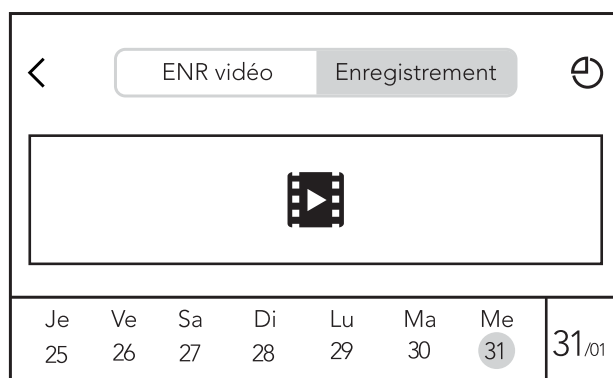 ENR vidéo Enregistrement
Je Ve Sa Di Lu Ma Me
25 26 27 28 29 30 31
31/01